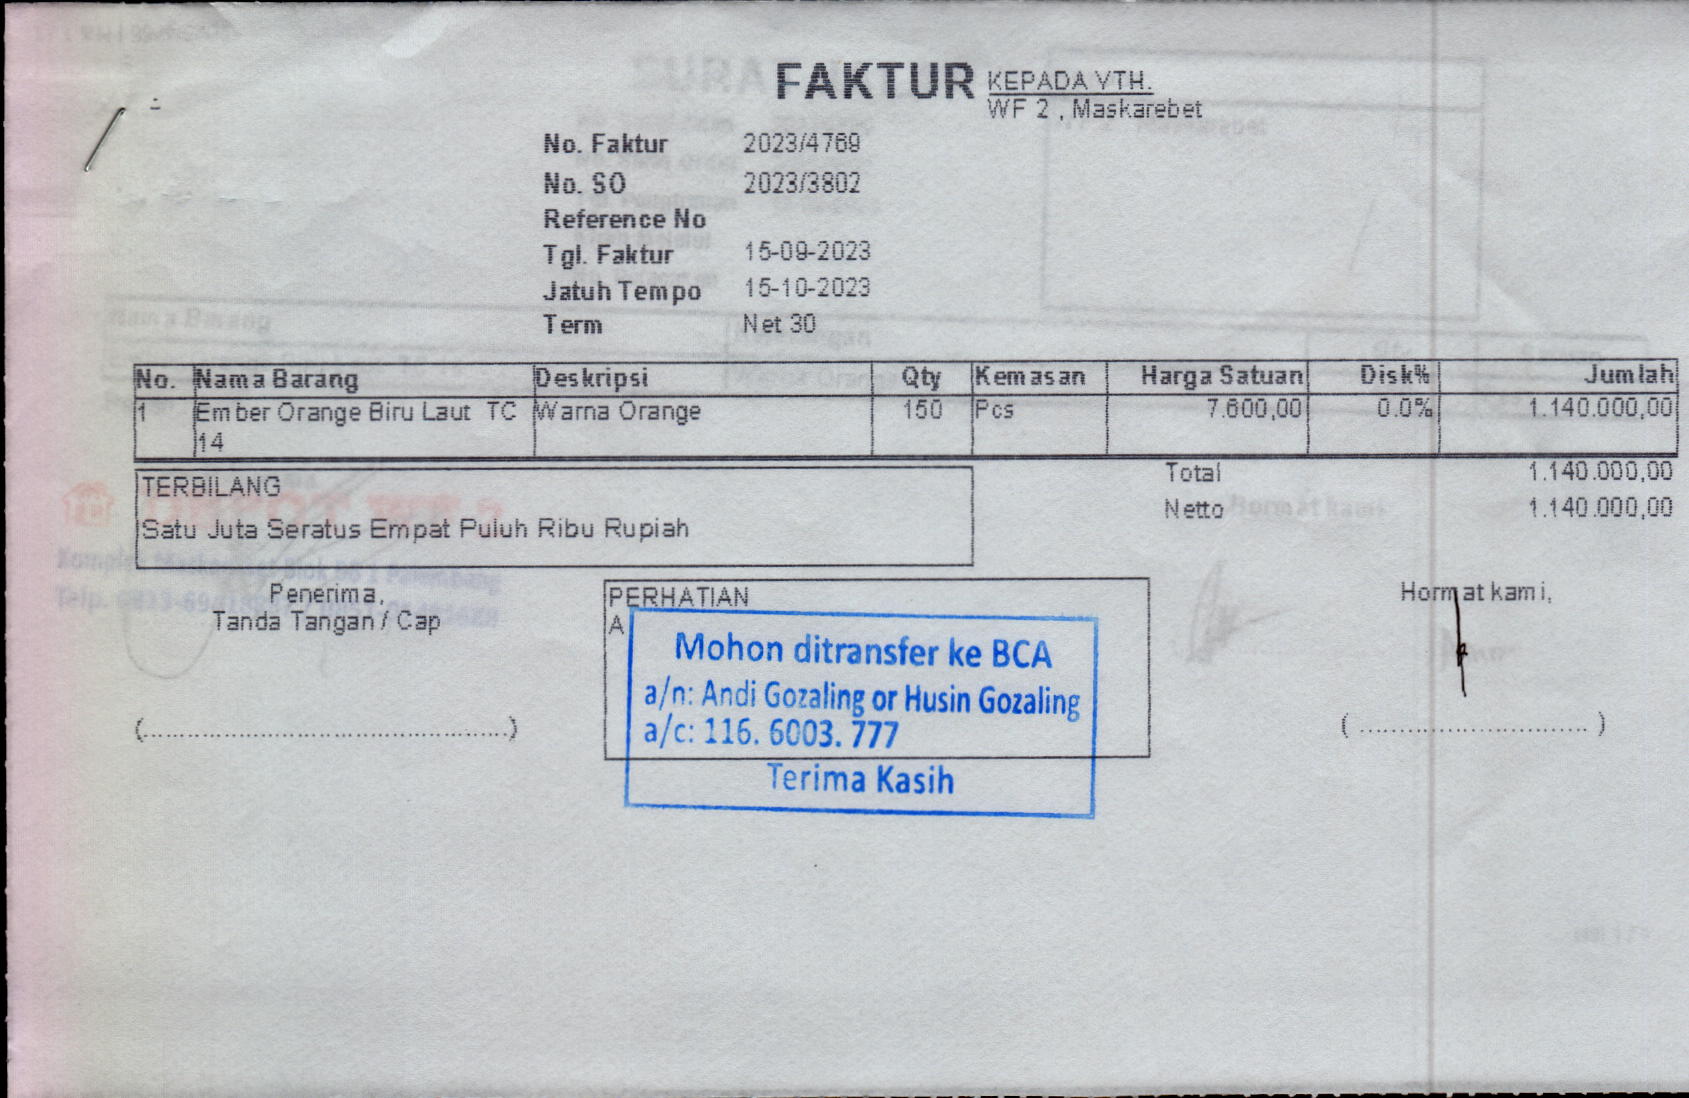 FAKTUR
KEPADA YTH.
WF 2 , Maskarebet
No. Faktur 2023/4769
No. SO 2023/3802
Reference No
Tgl. Faktur 15-09-2023
Jatuh Tempo 15-10-2023
Term Net 30
No. Nama Barang Deskripsi Qty Kemasan Harga Satuan Disk% Jumlah
1 Ember Orange Biru Laut TC Warna Orange 150 Pcs 7.600,00 0.0% 1.140.000,00
14
Total 1.140.000,00
Netto 1.140.000,00
TERBILANG
Satu Juta Seratus Empat Puluh Ribu Rupiah
Penerima,
Tanda Tangan / Cap
(............................................)
PERHATIAN
A
Mohon ditransfer ke BCA
a/n: Andi Gozaling or Husin Gozaling
a/c: 116. 6003. 777
Terima Kasih
Hormat kami,
( ............................ )